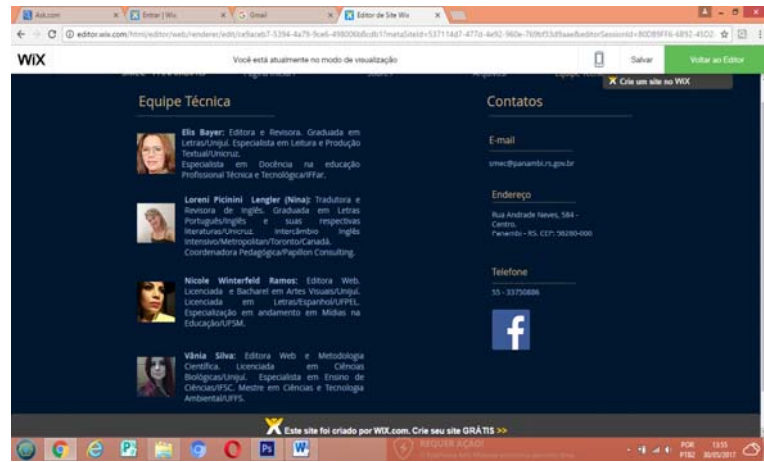 Ask.com
Entrar | Wix
Gmail
Editor de Site Wix
WiX
Você está atualmente no modo de visualização
Salvar
Voltar ao Editor
Crie um site no WIX
Equipe Técnica
Elis Bayer: Editora e Revisora. Graduada em
Letras/Unijuí. Especialista em Leitura e Produção
Textual/Unicruz.
Especialista em Docência na educação
Profissional Técnica e Tecnológica/IFFar.
Loreni Picinini Lengler (Nina): Tradutora e
Revisora de Inglês. Graduada em Letras
Português/Inglês e suas respectivas
literaturas/Unicruz. Intercâmbio Inglês
Intensivo/Metropolitan/Toronto/Canadá.
Coordenadora Pedagógica/Papillon Consulting.
Nicole Winterfeld Ramos: Editora Web.
Licenciada e Bacharel em Artes Visuais/Unijuí.
Licenciada em Letras/Espanhol/UFPEL.
Especialização em andamento em Mídias na
Educação/UFSM.
Vânia Silva: Editora Web e Metodologia
Científica. Licenciada em Ciências
Biológicas/Unijuí. Especialista em Ensino de
Ciências/IFSC. Mestre em Ciências e Tecnologia
Ambiental/UFFS.
Contatos
E-mail
smec@panambi.rs.gov.br
Endereço
Rua Andrade Neves, 584 -
Centro.
Panambi - RS. CEP: 98280-000
Telefone
55 - 33750886
f
Este site foi criado por WIX.com. Crie seu site GRÁTIS >>
REQUER AÇÃO!
POR
PTB2
13:55
30/05/2017